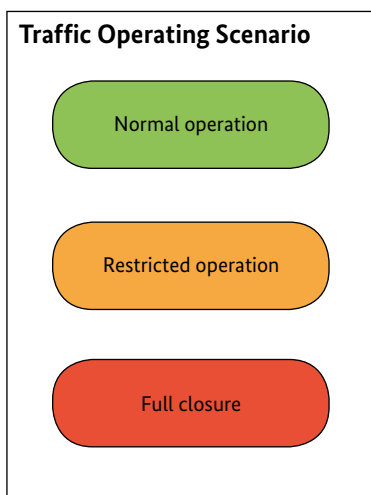 Traffic Operating Scenario
Normal operation
Restricted operation
Full closure